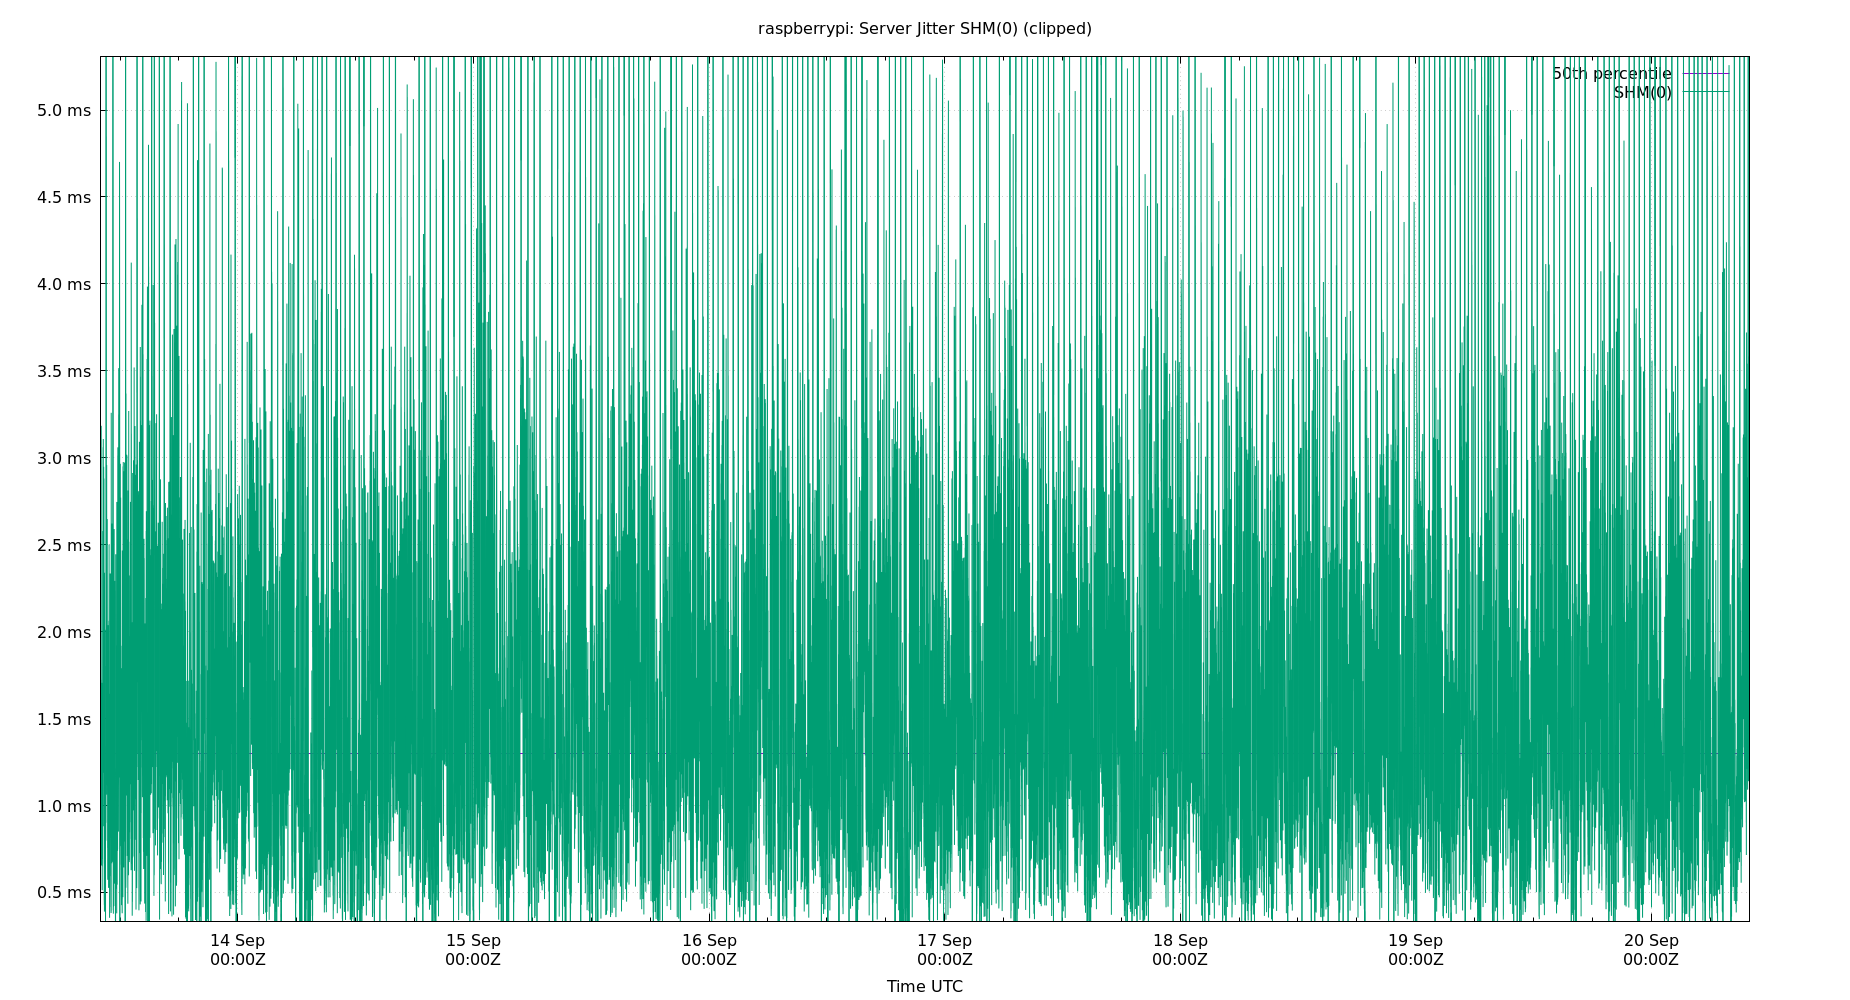 raspberrypi: Server Jitter SHM(0) (clipped)
50th percentile
SHM(0)
5.0 ms
4.5 ms
4.0 ms
3.5 ms
3.0 ms
2.5 ms
2.0 ms
1.5 ms
1.0 ms
0.5 ms
14 Sep 15 Sep 16 Sep 17 Sep 18 Sep 19 Sep 20 Sep
00:00Z 00:00Z 00:00Z 00:00Z 00:00Z 00:00Z 00:00Z
Time UTC